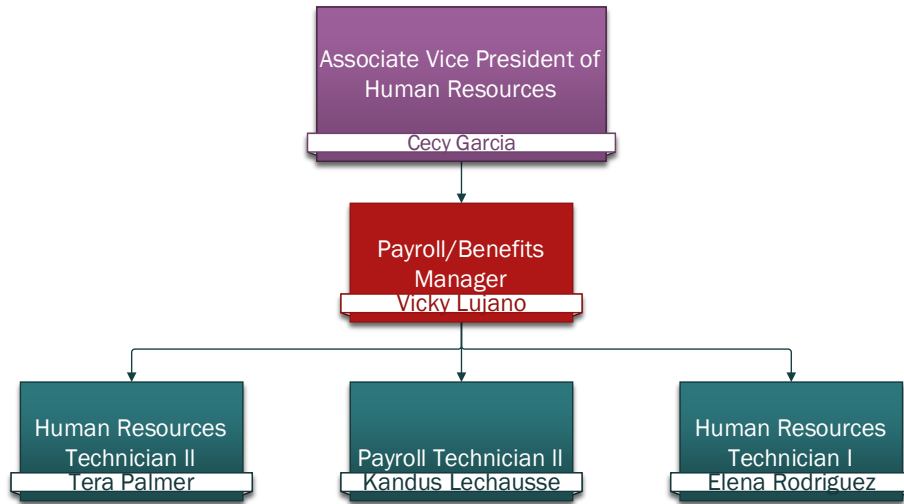 Associate Vice President of
Human Resources
Cecy Garcia
Payroll/Benefits
Manager
Vicky Lujano
Human Resources
Technician II
Tera Palmer
Payroll Technician II
Kandus Lechausse
Human Resources
Technician I
Elena Rodriguez